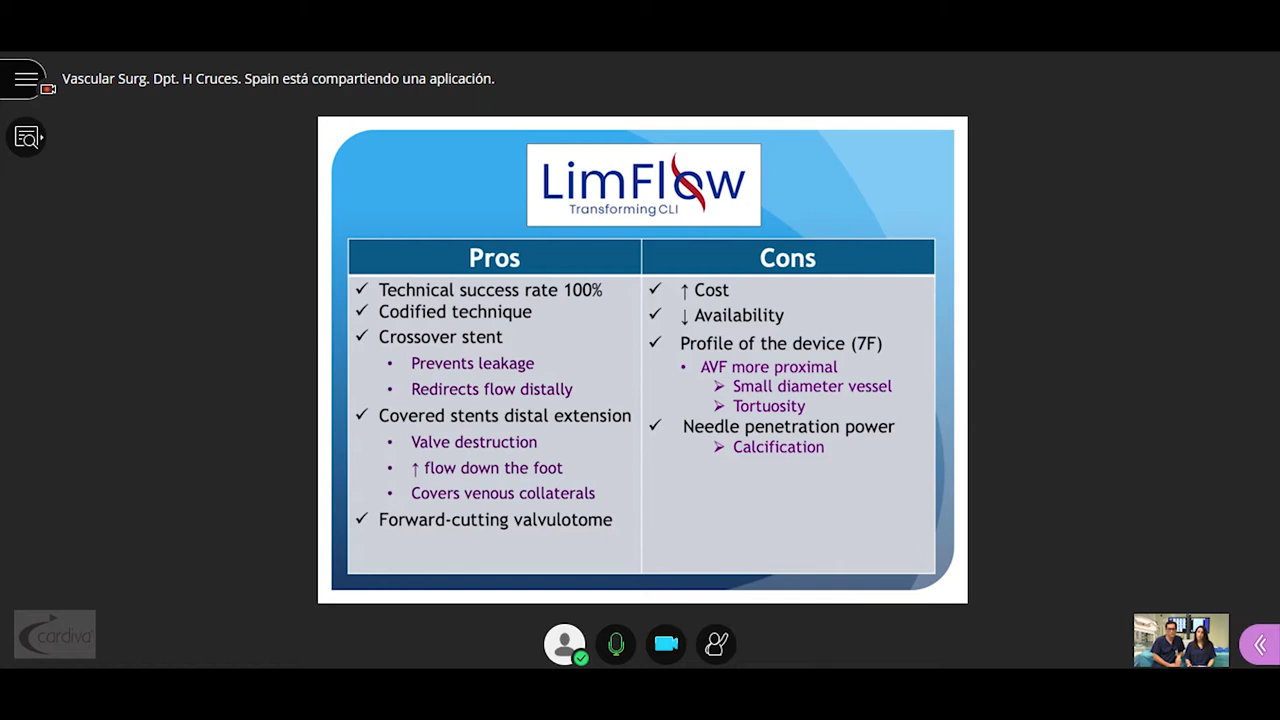 Vascular Surg. Dpt. H Cruces. Spain está compartiendo una aplicación.
LimFlow
Transforming CLI
Pros
Cons
✓ Technical success rate 100%
✓ Codified technique
✓ Crossover stent
• Prevents leakage
• Redirects flow distally
✓ Covered stents distal extension
• Valve destruction
• ↑ flow down the foot
• Covers venous collaterals
✓ Forward-cutting valvulotome
✓ ↑ Cost
✓ ↓ Availability
✓ Profile of the device (7F)
• AVF more proximal
➢ Small diameter vessel
➢ Tortuosity
✓ Needle penetration power
➢ Calcification
cardiva